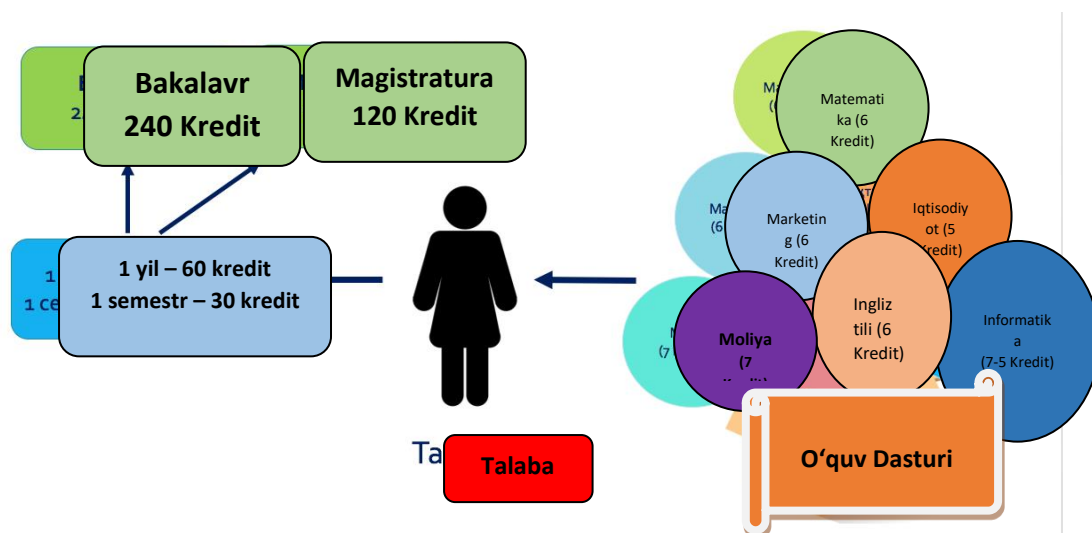 Bakalavr
240 Kredit
Magistratura
120 Kredit
1 yil – 60 kredit
1 semestr – 30 kredit
Talaba
Matemati
ka (6
Kredit)
Marketin
g (6
Kredit)
Iqtisodiy
ot (5
Kredit)
Ingliz
tili (6
Kredit)
Informatik
a
(7-5 Kredit)
Moliya
(7
Kredit)
O‘quv Dasturi